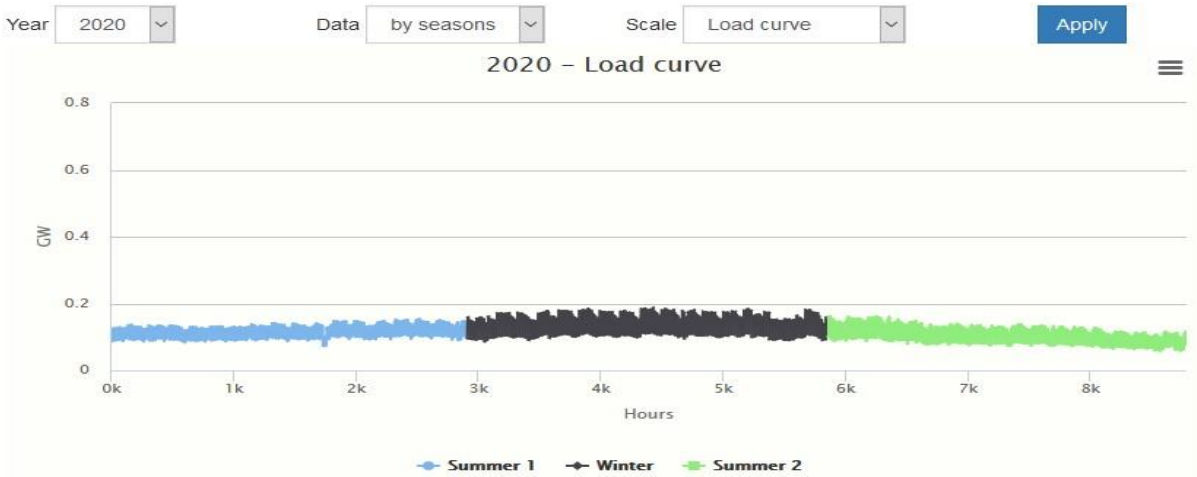 Year 2020 Data by seasons Scale Load curve Apply
2020 - Load curve
0.8
0.6
0.4
0.2
0
GW
0k 1k 2k 3k 4k 5k 6k 7k 8k
Hours
Summer 1 Winter Summer 2